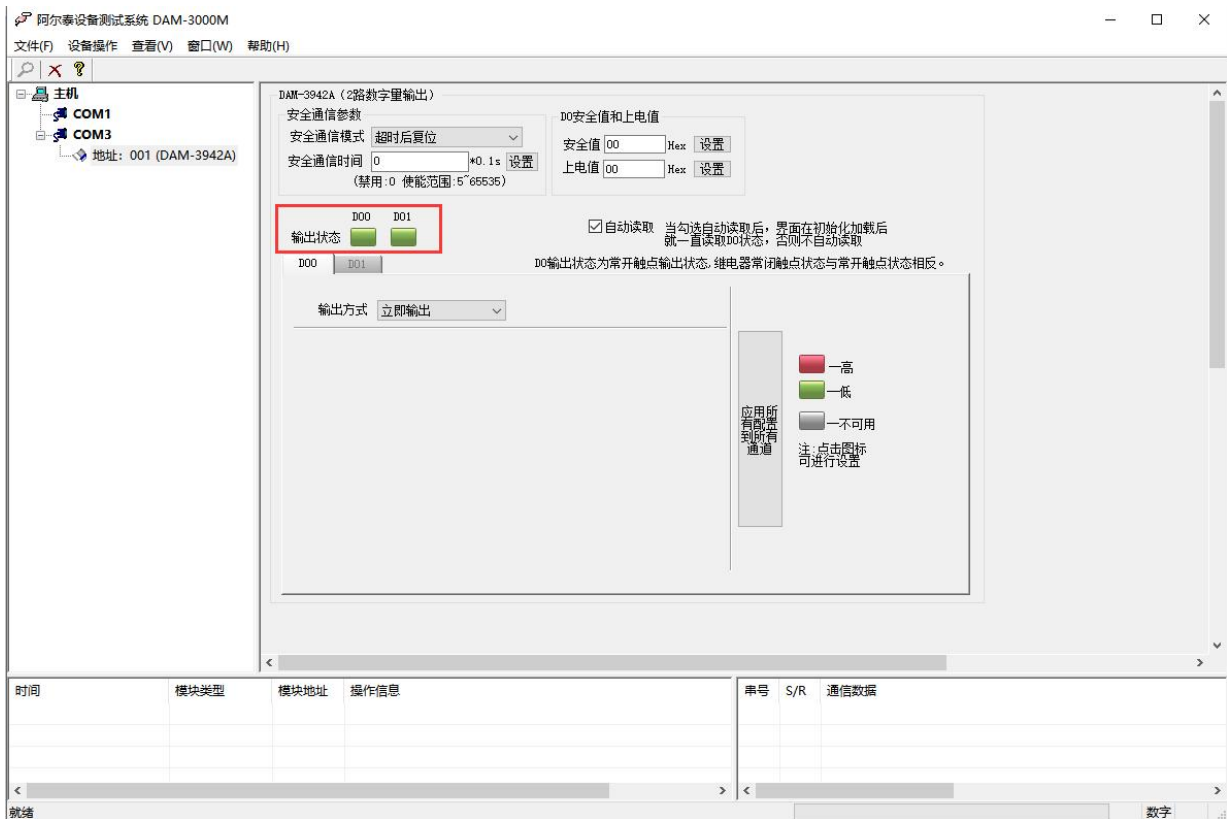 阿尔泰设备测试系统 DAM-3000M
文件(F) 设备操作 查看(V) 窗口(W) 帮助(H)
主机
COM1
COM3
地址：001 (DAM-3942A)
DAM-3942A (2路数字量输出)
安全通信参数
安全通信模式 超时后复位
安全通信时间 0 *0.1s 设置
(禁用:0 使能范围:5~65535)
DO安全值和上电值
安全值 00 Hex 设置
上电值 00 Hex 设置
DO0 DO1
输出状态
自动读取 当勾选自动读取后，界面在初始化加载后
就一直读取DO状态，否则不自动读取
DO0 DO1
DO输出状态为常开触点输出状态,继电器常闭触点状态与常开触点状态相反。
输出方式 立即输出
应用所
有配置
到所有
通道
—高
—低
—不可用
注:点击图标
可进行设置
时间 模块类型 模块地址 操作信息
串号 S/R 通信数据
就绪
数字